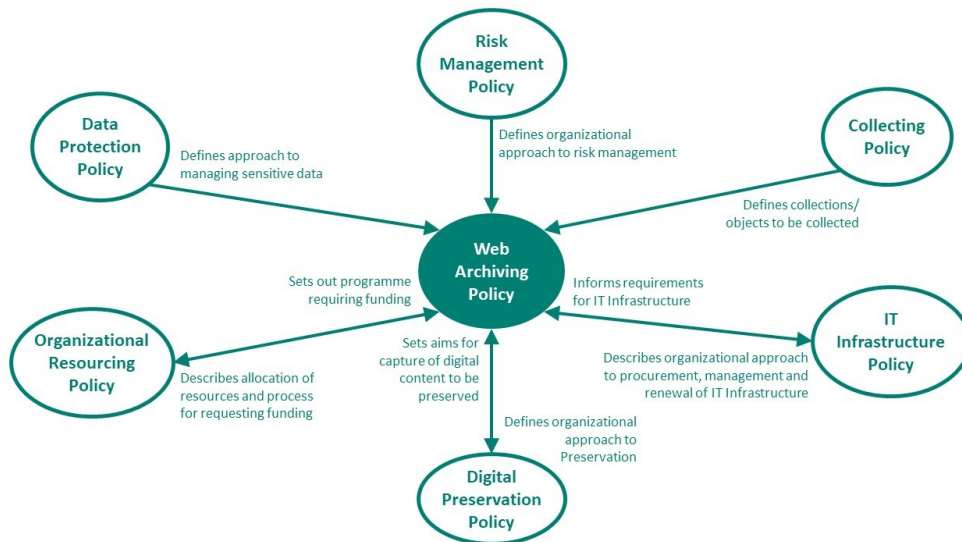 Risk
Management
Policy
Data
Protection
Policy
Collecting
Policy
Defines organizational
approach to risk management
Defines approach to
managing sensitive data
Defines collections/
objects to be collected
Web
Archiving
Policy
Sets out programme
requiring funding
Informs requirements
for IT Infrastructure
Organizational
Resourcing
Policy
IT
Infrastructure
Policy
Sets aims for
capture of digital
content to be
preserved
Describes organizational approach
to procurement, management and
renewal of IT Infrastructure
Describes allocation of
resources and process
for requesting funding
Defines organizational
approach to
Preservation
Digital
Preservation
Policy